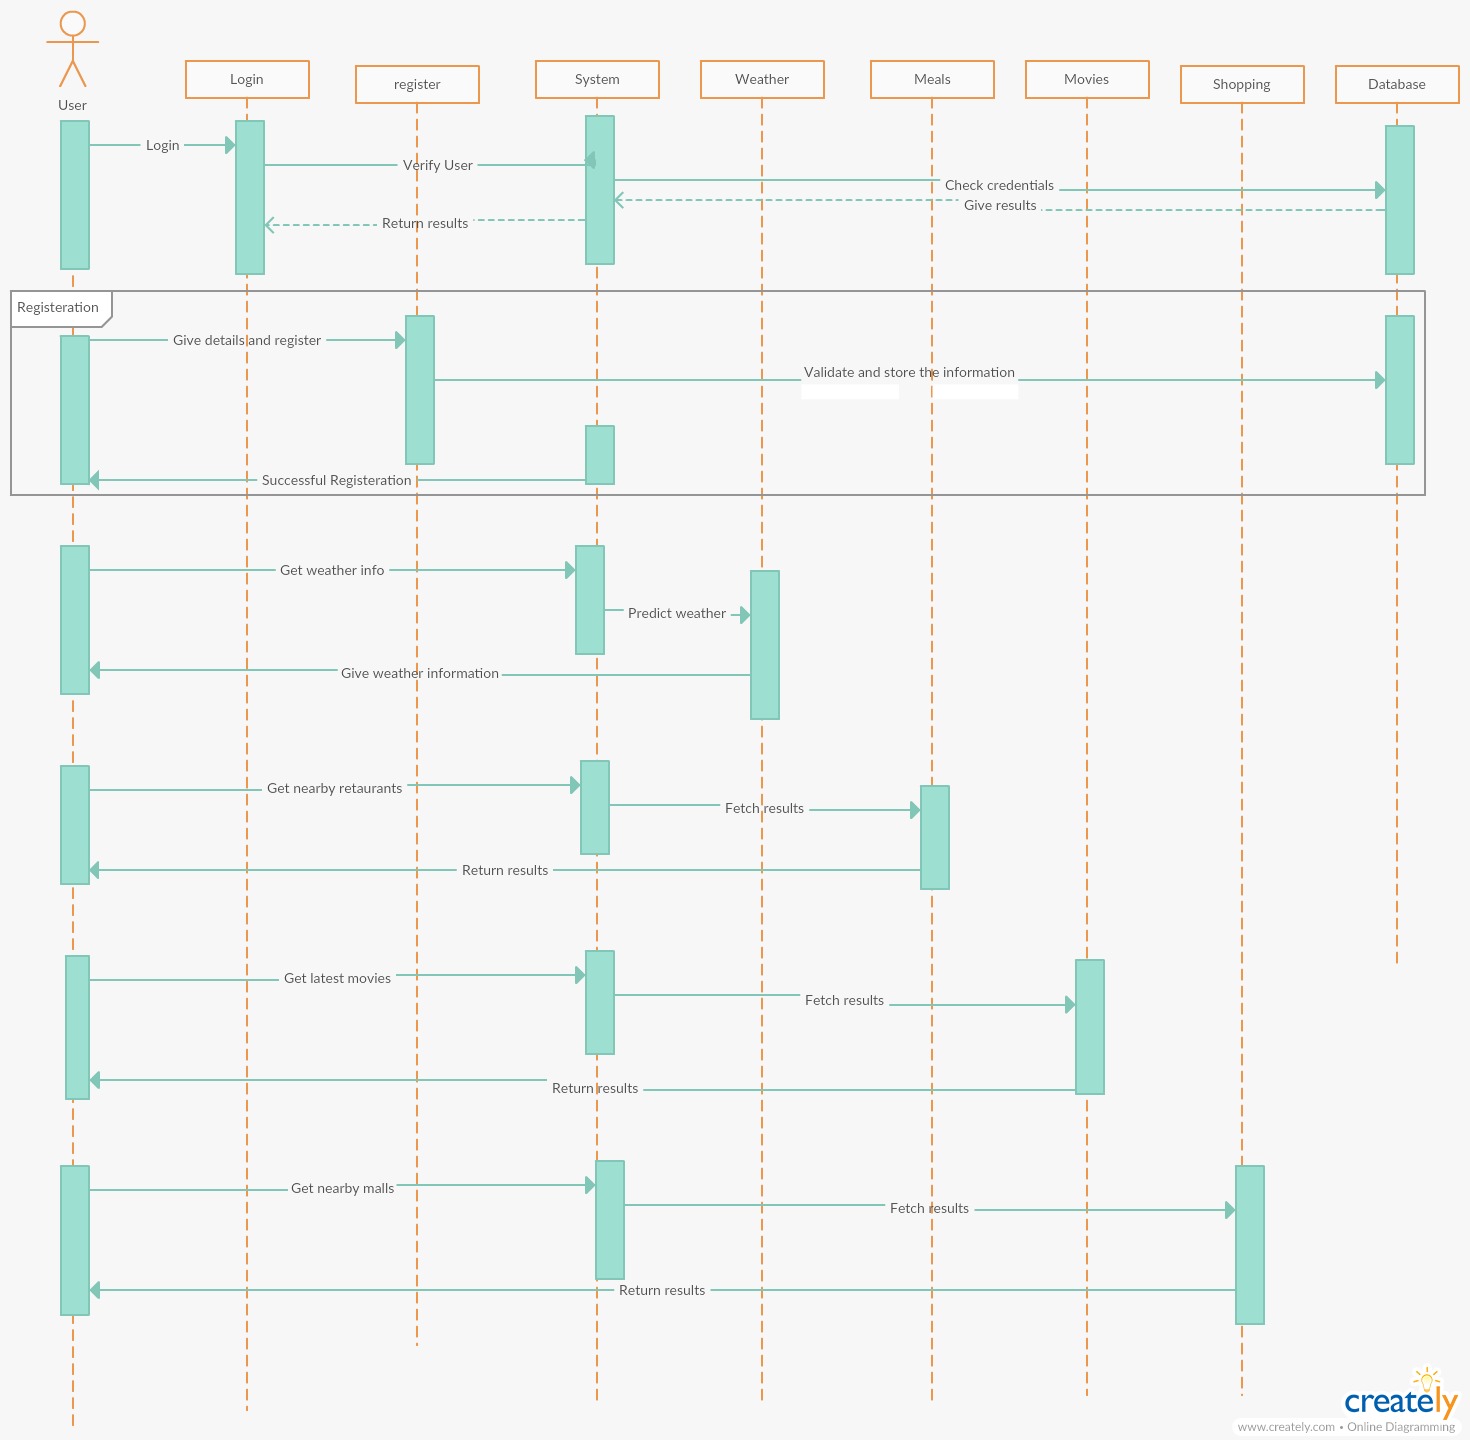 User
Login
register
System
Weather
Meals
Movies
Shopping
Database
Login
Verify User
Check credentials
Give results
Return results
Registeration
Give details and register
Validate and store the information
Successful Registeration
Get weather info
Predict weather
Give weather information
Get nearby retaurants
Fetch results
Return results
Get latest movies
Fetch results
Return results
Get nearby malls
Fetch results
Return results
creately
www.creately.com • Online Diagramming